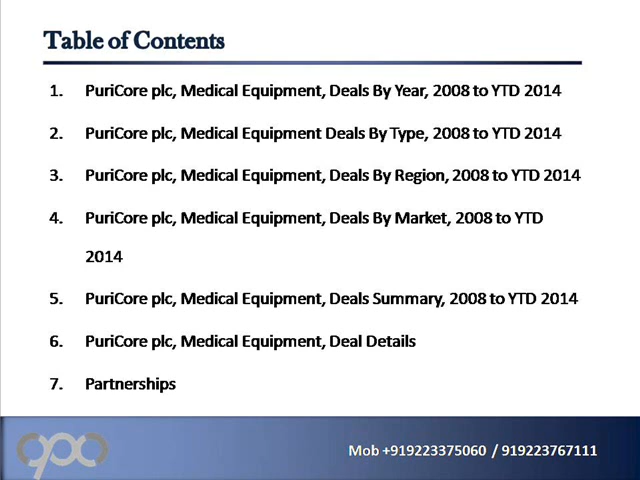 Table of Contents
1. PuriCore plc, Medical Equipment, Deals By Year, 2008 to YTD 2014
2. PuriCore plc, Medical Equipment Deals By Type, 2008 to YTD 2014
3. PuriCore plc, Medical Equipment, Deals By Region, 2008 to YTD 2014
4. PuriCore plc, Medical Equipment, Deals By Market, 2008 to YTD
2014
5. PuriCore plc, Medical Equipment, Deals Summary, 2008 to YTD 2014
6. PuriCore plc, Medical Equipment, Deal Details
7. Partnerships
Mob +919223375060 / 919223767111